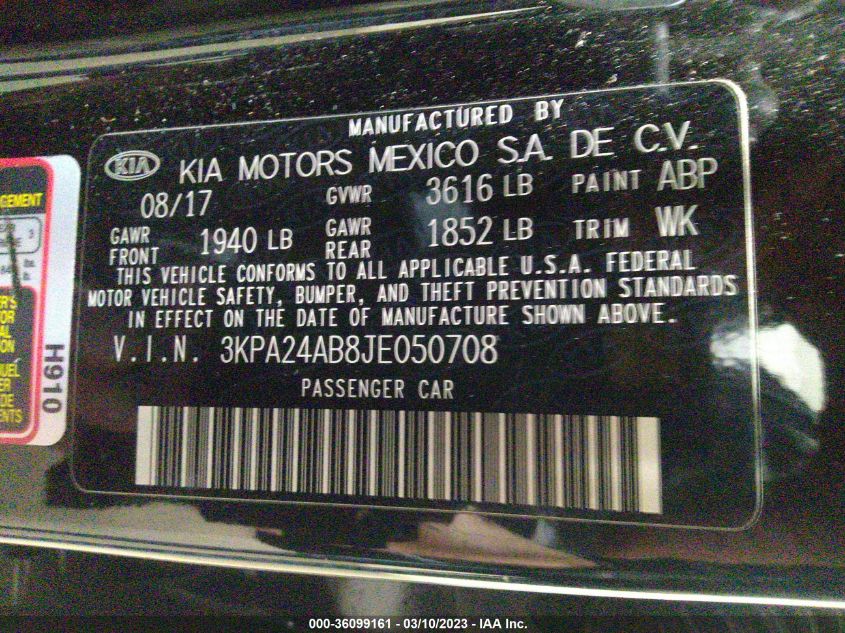 MANUFACTURED BY
KIA KIA MOTORS MEXICO S.A. DE C.V.
08/17 GVWR 3616 LB PAINT ABP
GAWR FRONT 1940 LB GAWR REAR 1852 LB TRIM WK
THIS VEHICLE CONFORMS TO ALL APPLICABLE U.S.A. FEDERAL
MOTOR VEHICLE SAFETY, BUMPER, AND THEFT PREVENTION STANDARDS
IN EFFECT ON THE DATE OF MANUFACTURE SHOWN ABOVE.
V.I.N. 3KPA24AB8JE050708
PASSENGER CAR
H910
000-36099161 - 03/10/2023 - IAA Inc.